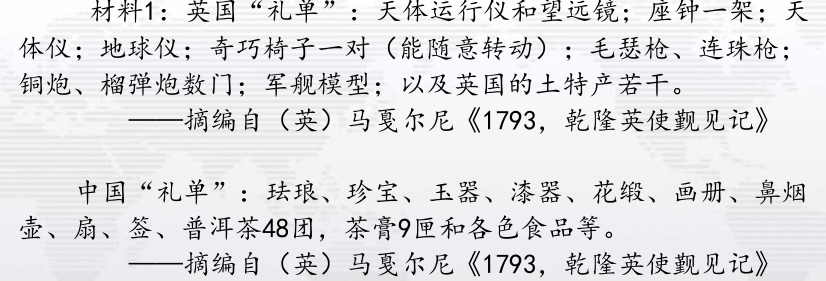 材料1：英国“礼单”：天体运行仪和望远镜；座钟一架；天
体仪；地球仪；奇巧椅子一对（能随意转动）；毛瑟枪、连珠枪；
铜炮、榴弹炮数门；军舰模型；以及英国的土特产若干。
——摘编自（英）马戛尔尼《1793，乾隆英使觐见记》
中国“礼单”：珐琅、珍宝、玉器、漆器、花缎、画册、鼻烟
壶、扇、签、普洱茶48团，茶膏9匣和各色食品等。
——摘编自（英）马戛尔尼《1793，乾隆英使觐见记》